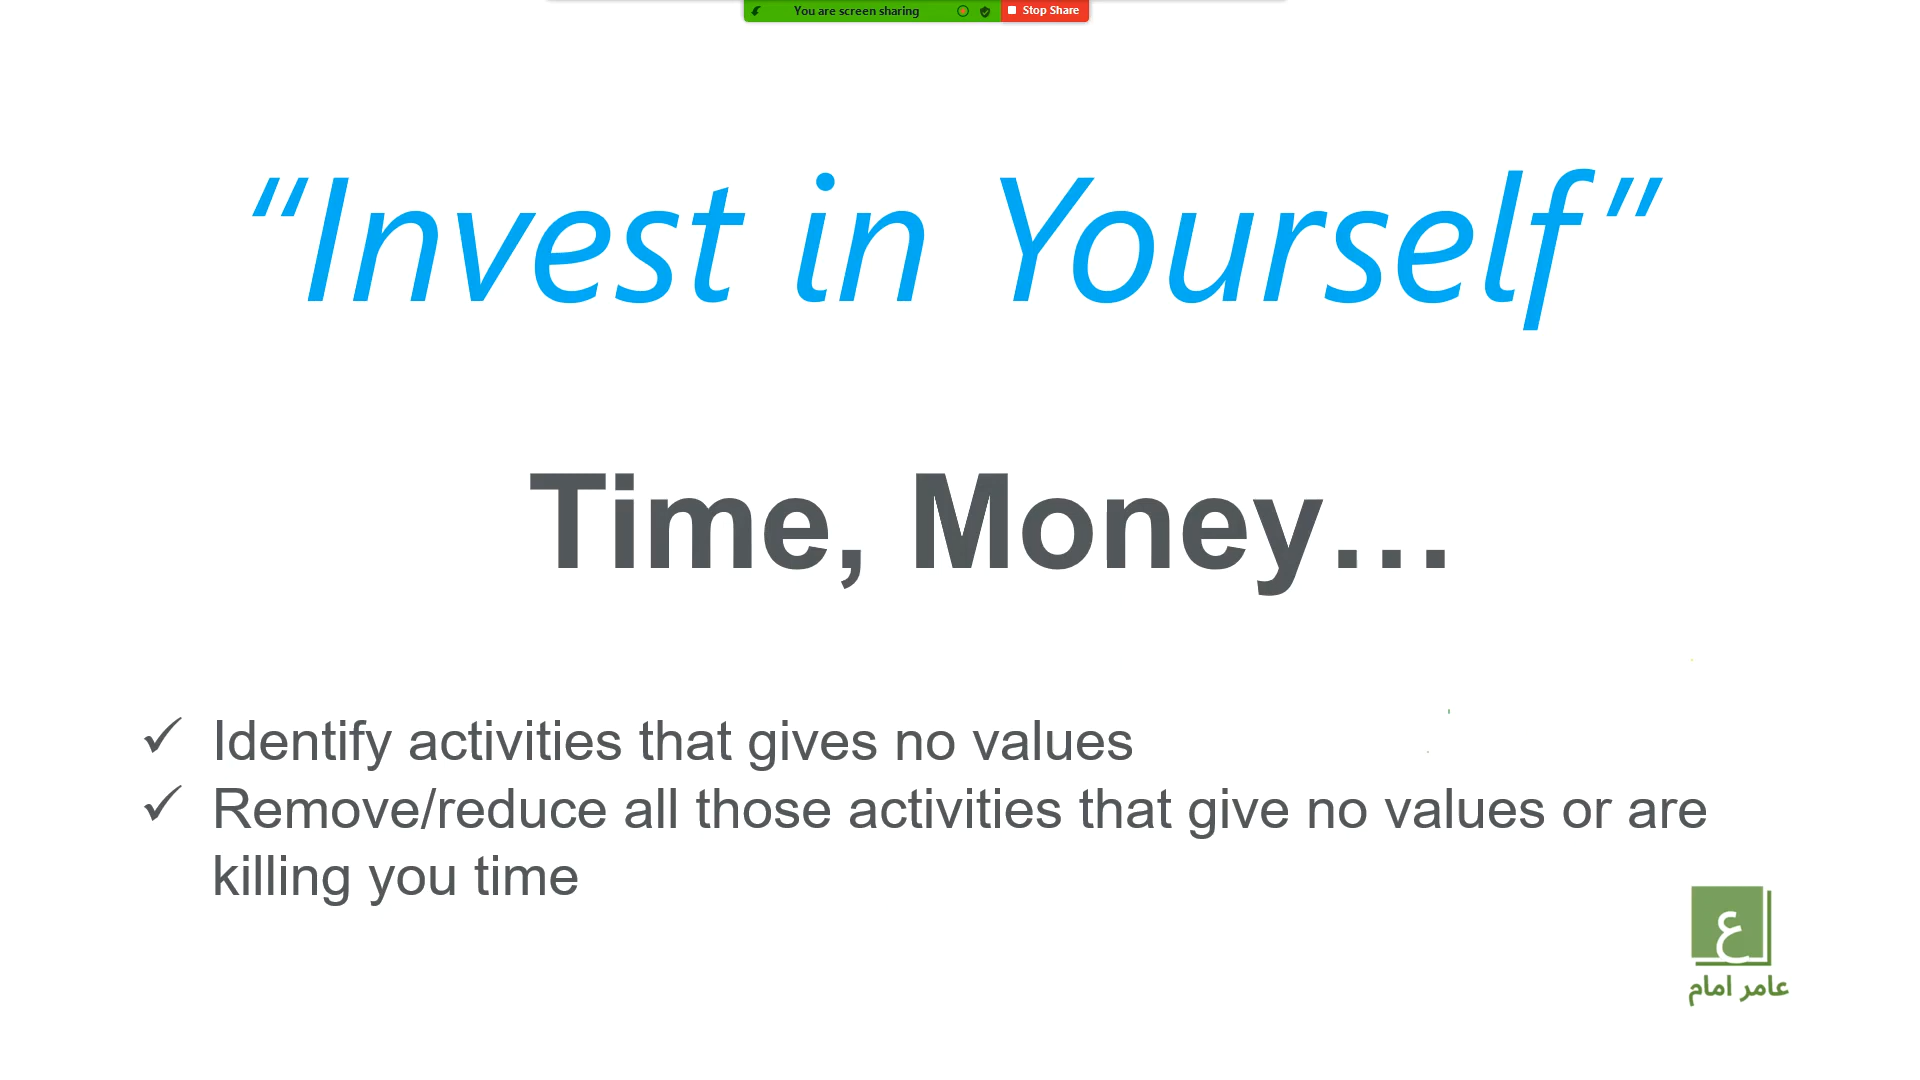 You are screen sharing Stop Share
“Invest in Yourself”
Time, Money…
✓ Identify activities that gives no values
✓ Remove/reduce all those activities that give no values or are
killing you time
ع
عامر امام